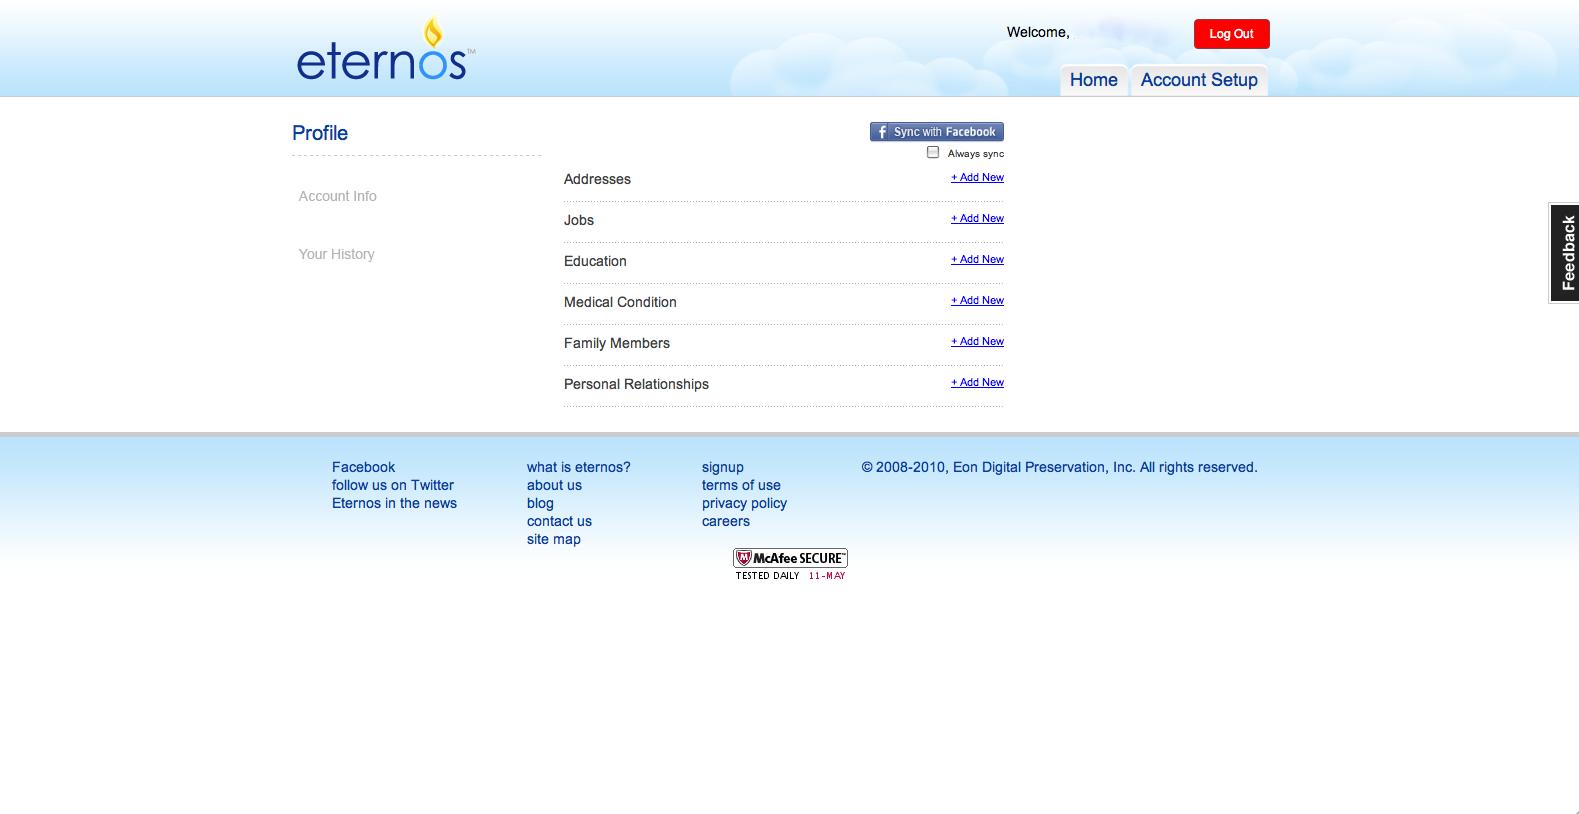 eternos™
Welcome,
Log Out
Home
Account Setup
Profile
Sync with Facebook
Always sync
Account Info
Your History
Addresses
+ Add New
Jobs
+ Add New
Education
+ Add New
Medical Condition
+ Add New
Family Members
+ Add New
Personal Relationships
+ Add New
Feedback
Facebook
follow us on Twitter
Eternos in the news
what is eternos?
about us
blog
contact us
site map
signup
terms of use
privacy policy
careers
© 2008-2010, Eon Digital Preservation, Inc. All rights reserved.
McAfee SECURE™
TESTED DAILY 11-MAY